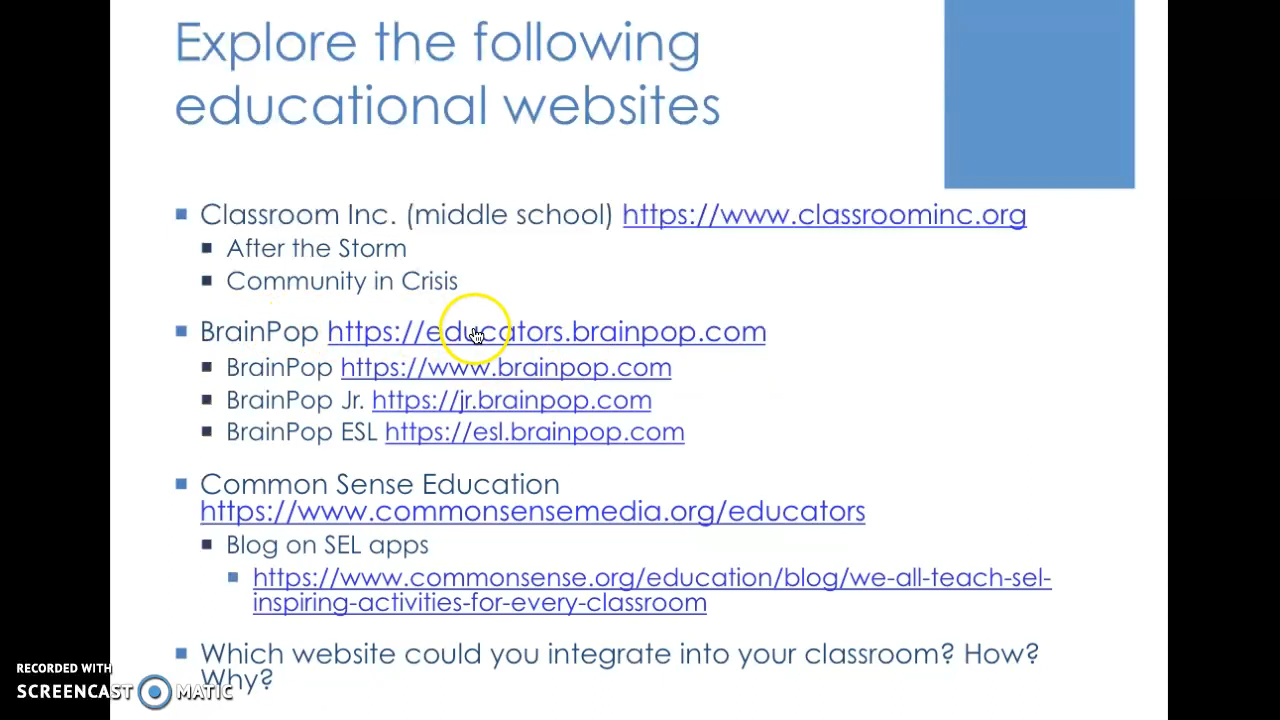 Explore the following
educational websites
Classroom Inc. (middle school) https://www.classroominc.org
After the Storm
Community in Crisis
BrainPop https://educators.brainpop.com
BrainPop https://www.brainpop.com
BrainPop Jr. https://jr.brainpop.com
BrainPop ESL https://esl.brainpop.com
Common Sense Education
https://www.commonsensemedia.org/educators
Blog on SEL apps
https://www.commonsense.org/education/blog/we-all-teach-sel-
inspiring-activities-for-every-classroom
Which website could you integrate into your classroom? How?
Why?
RECORDED WITH
SCREENCAST MATIC